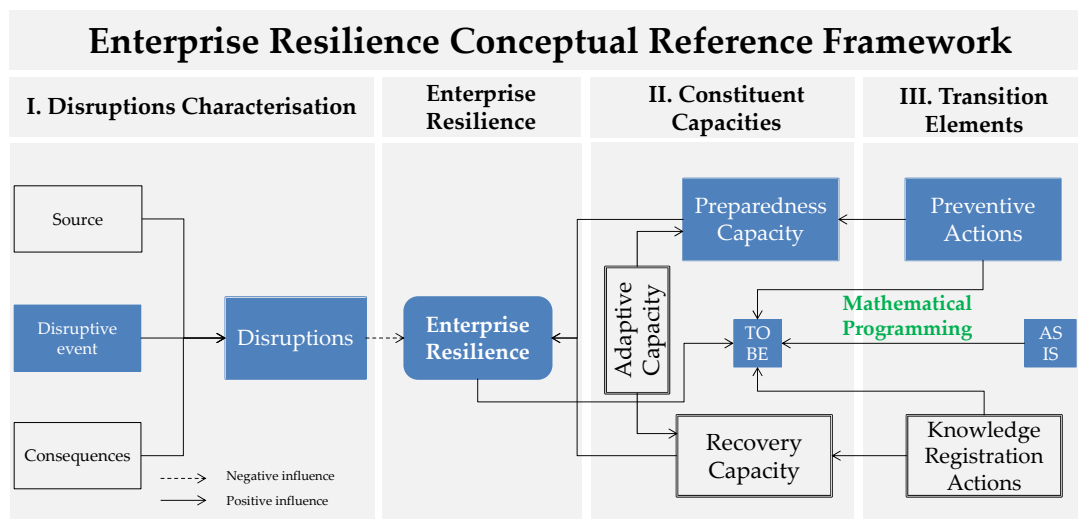 Enterprise Resilience Conceptual Reference Framework
I. Disruptions Characterisation
Enterprise
Resilience
II. Constituent
Capacities
III. Transition
Elements
Source
Disruptive
event
Consequences
Disruptions
Negative influence
Positive influence
Enterprise
Resilience
Preparedness
Capacity
Adaptive
Capacity
Recovery
Capacity
Preventive
Actions
Mathematical
Programming
TO
BE
AS
IS
Knowledge
Registration
Actions